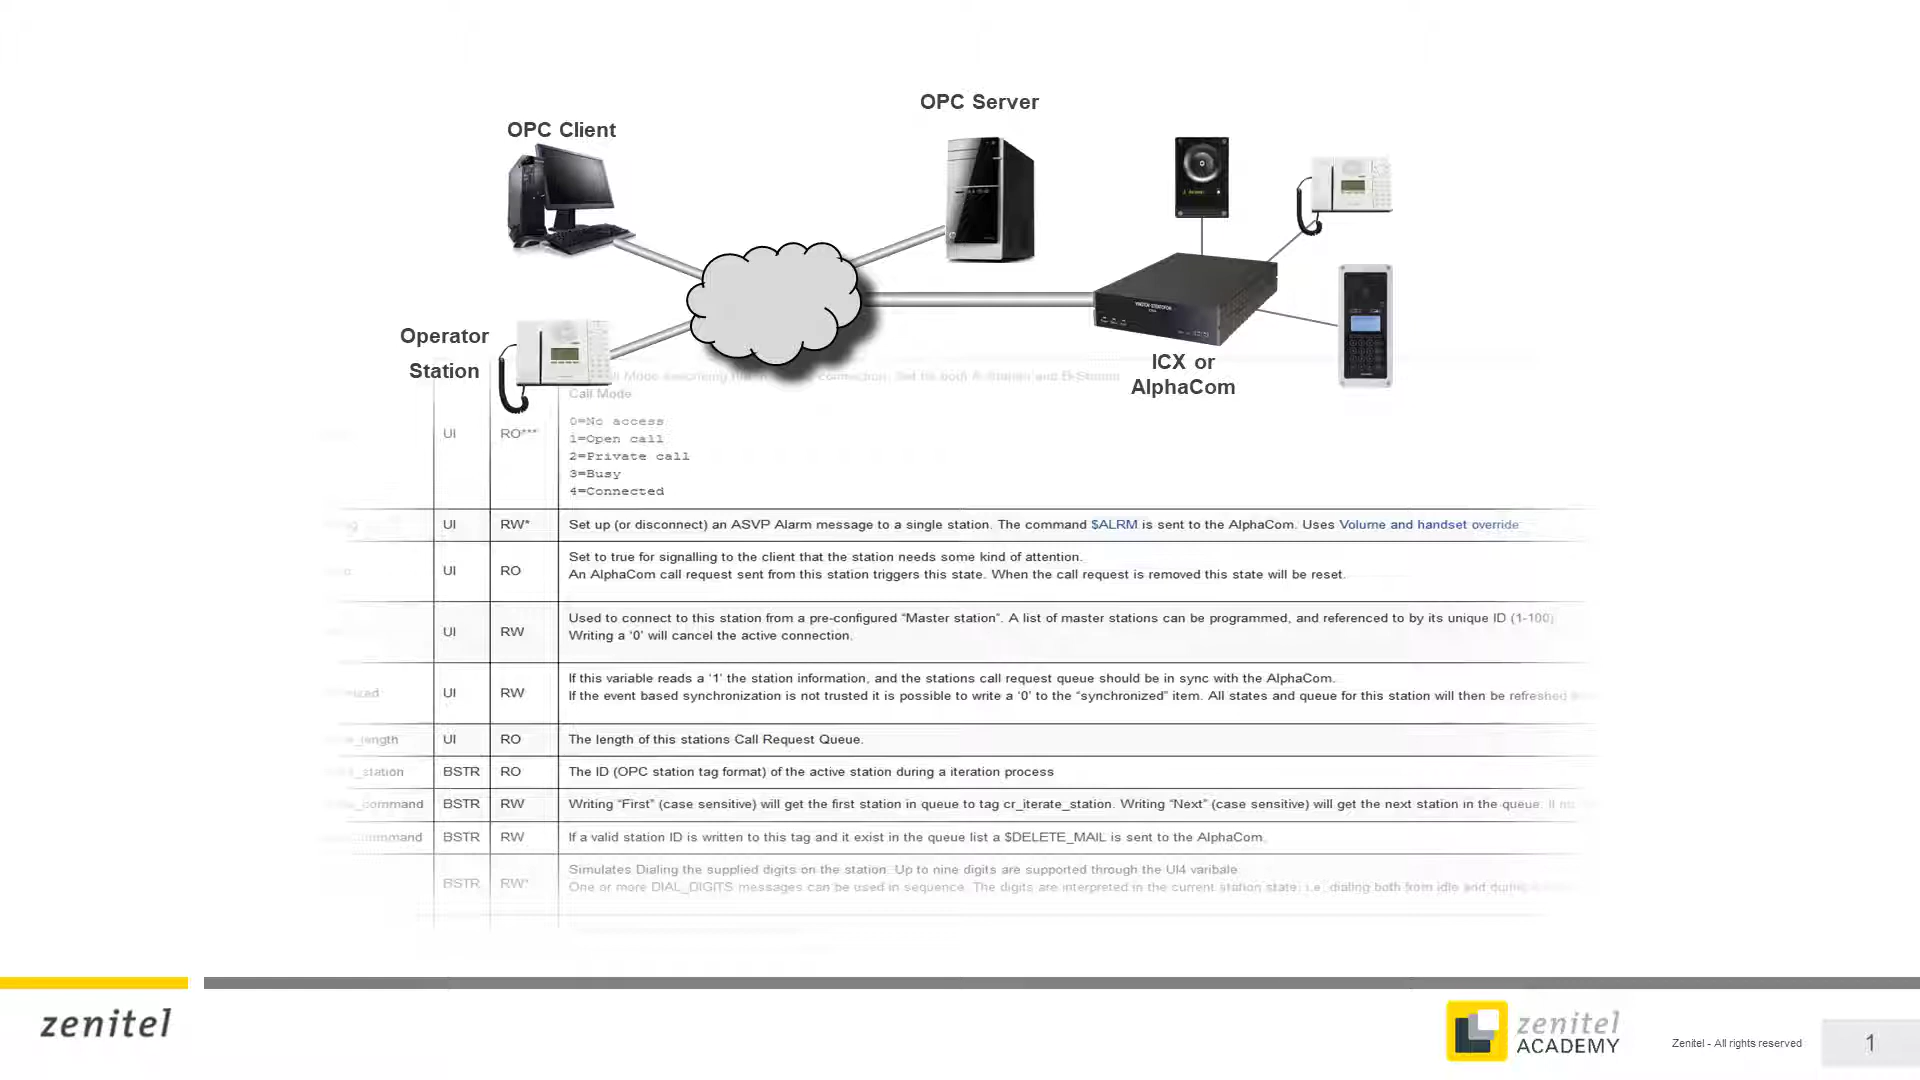 OPC Server
OPC Client
Operator
Station
ICX or
AlphaCom
Call Mode
UI RO***
0=No access
1=Open call
2=Private call
3=Busy
4=Connected
UI RW* Set up (or disconnect) an ASVP Alarm message to a single station. The command $ALRM is sent to the AlphaCom. Uses Volume and handset override
UI RO Set to true for signalling to the client that the station needs some kind of attention.
An AlphaCom call request sent from this station triggers this state. When the call request is removed this state will be reset.
UI RW Used to connect to this station from a pre-configured “Master station”. A list of master stations can be programmed, and referenced to by its unique ID (1-100)
Writing a ‘0’ will cancel the active connection.
UI RW If this variable reads a ‘1’ the station information, and the stations call request queue should be in sync with the AlphaCom.
If the event based synchronization is not trusted it is possible to write a ‘0’ to the “synchronized” item. All states and queue for this station will then be refreshed
_length UI RO The length of this stations Call Request Queue.
_station BSTR RO The ID (OPC station tag format) of the active station during a iteration process
_command BSTR RW Writing “First” (case sensitive) will get the first station in queue to tag cr_iterate_station. Writing “Next” (case sensitive) will get the next station in the queue.
BSTR RW If a valid station ID is written to this tag and it exist in the queue list a $DELETE_MAIL is sent to the AlphaCom.
BSTR RW* Simulates Dialing the supplied digits on the station. Up to nine digits are supported through the UI4 varibale
One or more DIAL_DIGITS messages can be used in sequence. The digits are interpreted in the current station state: i.e. dialing both from idle and during
zenitel
zenitel
ACADEMY
Zenitel - All rights reserved
1